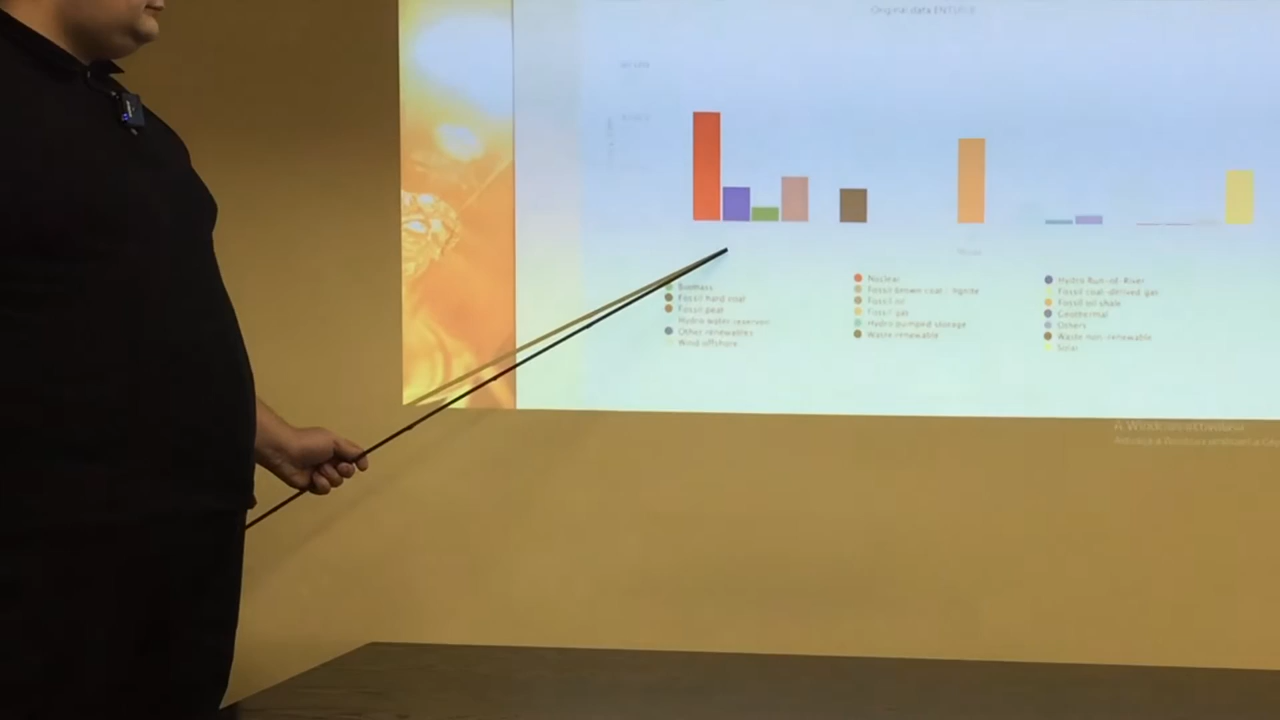 Original data ENTSO-E
Biomass
Fossil hard coal
Fossil peat
Hydro water reservoir
Other renewables
Wind offshore
Nuclear
Fossil brown coal - lignite
Fossil oil
Fossil gas
Hydro pumped storage
Waste renewable
Hydro Run-of-River
Fossil coal-derived gas
Fossil oil shale
Geothermal
Others
Waste non-renewable
Solar
A Windows